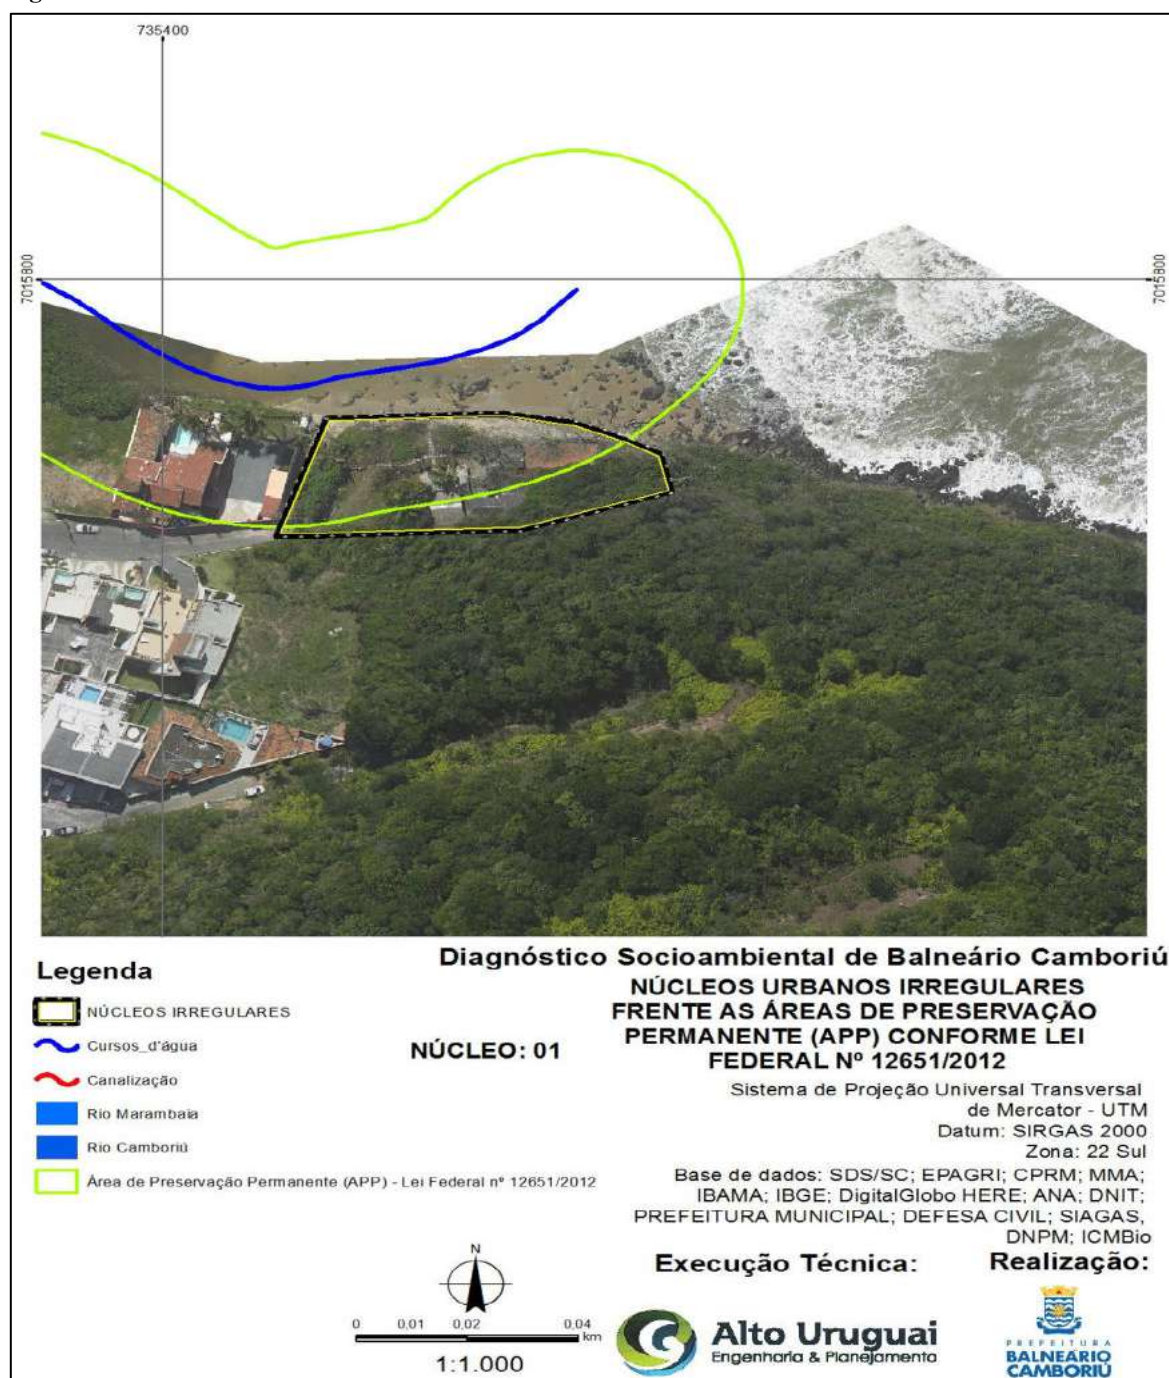 735400
7015800
7015800
Diagnóstico Socioambiental de Balneário Camboriú
Legenda
NÚCLEOS IRREGULARES
Cursos_d'água
Canalização
Rio Marambaia
Rio Camboriú
Área de Preservação Permanente (APP) - Lei Federal nº 12651/2012
NÚCLEO: 01
NÚCLEOS URBANOS IRREGULARES
FRENTE AS ÁREAS DE PRESERVAÇÃO
PERMANENTE (APP) CONFORME LEI
FEDERAL Nº 12651/2012
Sistema de Projeção Universal Transversal
de Mercator - UTM
Datum: SIRGAS 2000
Zona: 22 Sul
Base de dados: SDS/SC; EPAGRI; CPRM; MMA;
IBAMA; IBGE; DigitalGlobo HERE; ANA; DNIT;
PREFEITURA MUNICIPAL; DEFESA CIVIL; SIAGAS,
DNPM; ICMBio
N
0 0,01 0,02 0,04
km
1:1.000
Execução Técnica:
Alto Uruguai
Engenharia & Planejamento
Realização:
PREFEITURA
BALNEÁRIO
CAMBORIÚ